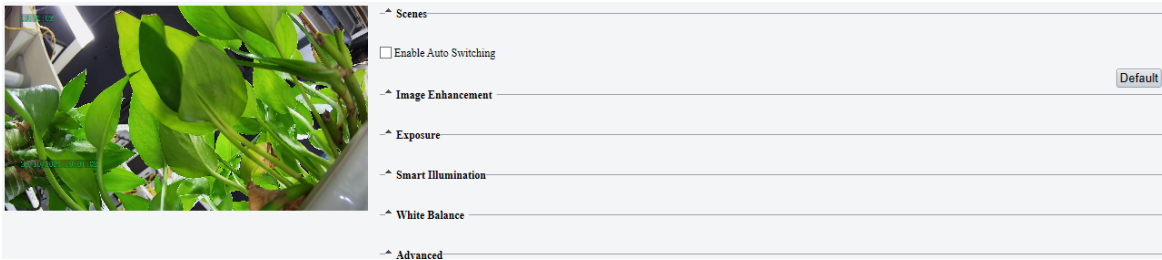 Scenes
Enable Auto Switching
Default
Image Enhancement
Exposure
Smart Illumination
White Balance
Advanced